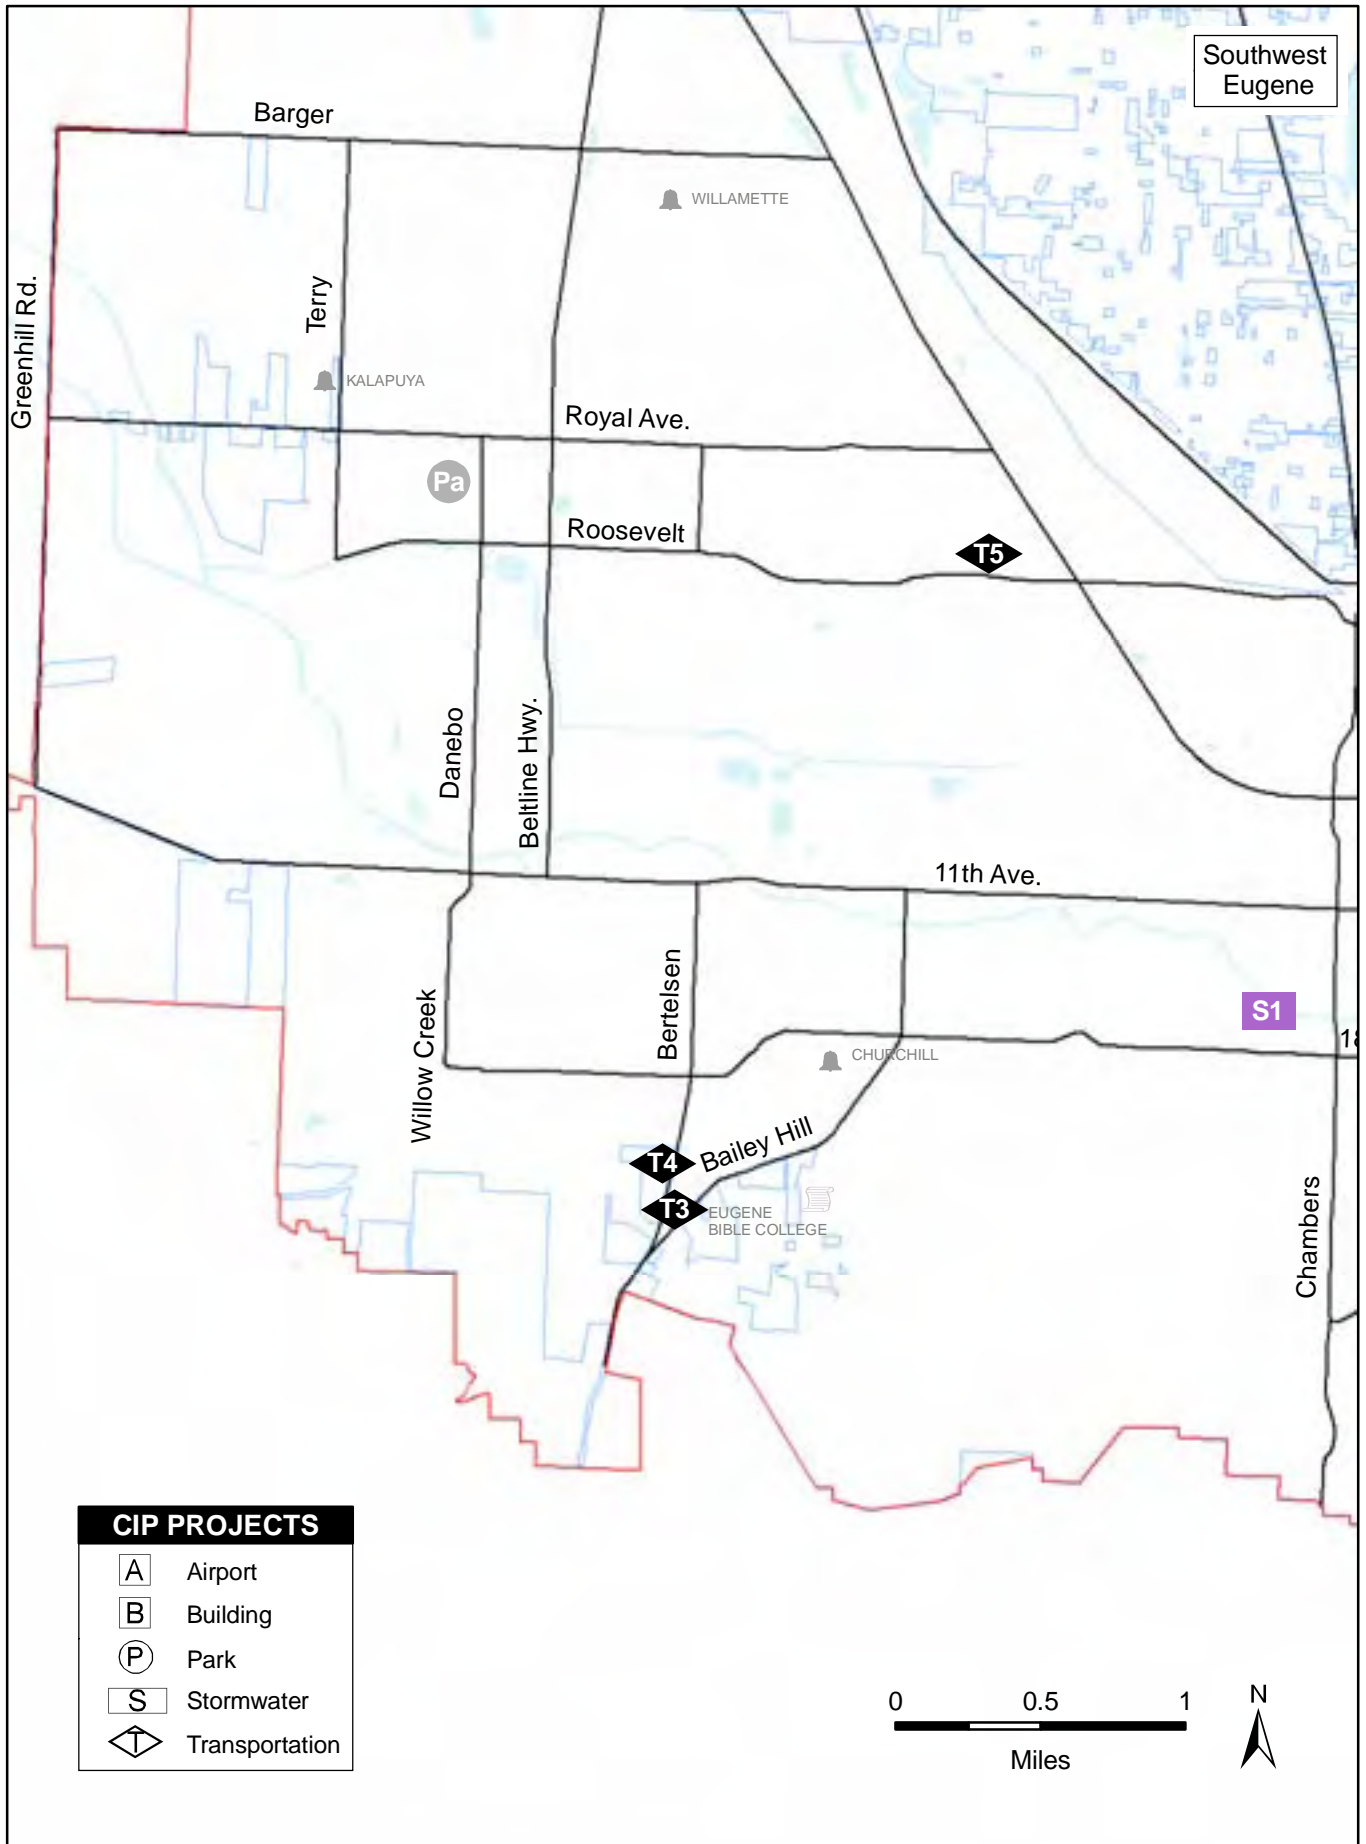 Southwest
Eugene
Barger
WILLAMETTE
Terry
Greenhill Rd.
KALAPUYA
Royal Ave.
Pa
Roosevelt
T5
Danebo
Beltline Hwy.
11th Ave.
Bertelsen
Willow Creek
S1
18
CHURCHILL
Bailey Hill
T4
T3
EUGENE
BIBLE COLLEGE
Chambers
CIP PROJECTS
A Airport
B Building
P Park
S Stormwater
T Transportation
0 0.5 1
Miles
N